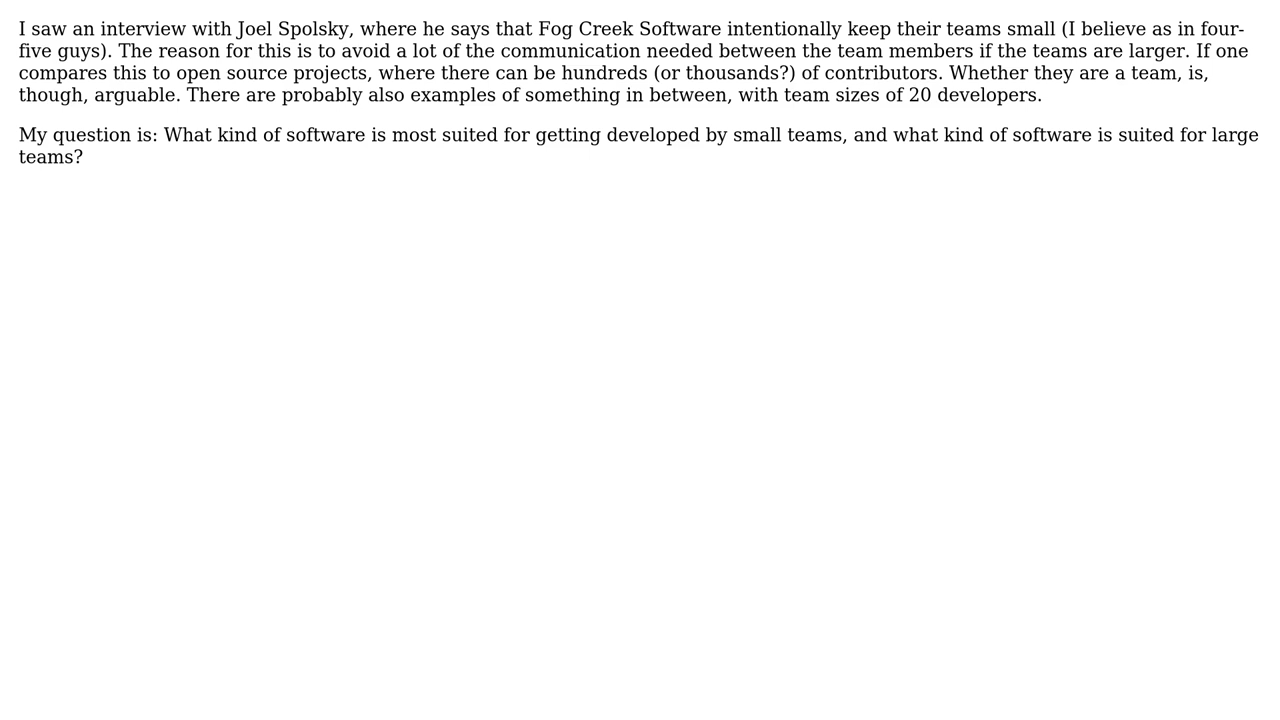 I saw an interview with Joel Spolsky, where he says that Fog Creek Software intentionally keep their teams small (I believe as in four-
five guys). The reason for this is to avoid a lot of the communication needed between the team members if the teams are larger. If one
compares this to open source projects, where there can be hundreds (or thousands?) of contributors. Whether they are a team, is,
though, arguable. There are probably also examples of something in between, with team sizes of 20 developers.
My question is: What kind of software is most suited for getting developed by small teams, and what kind of software is suited for large
teams?